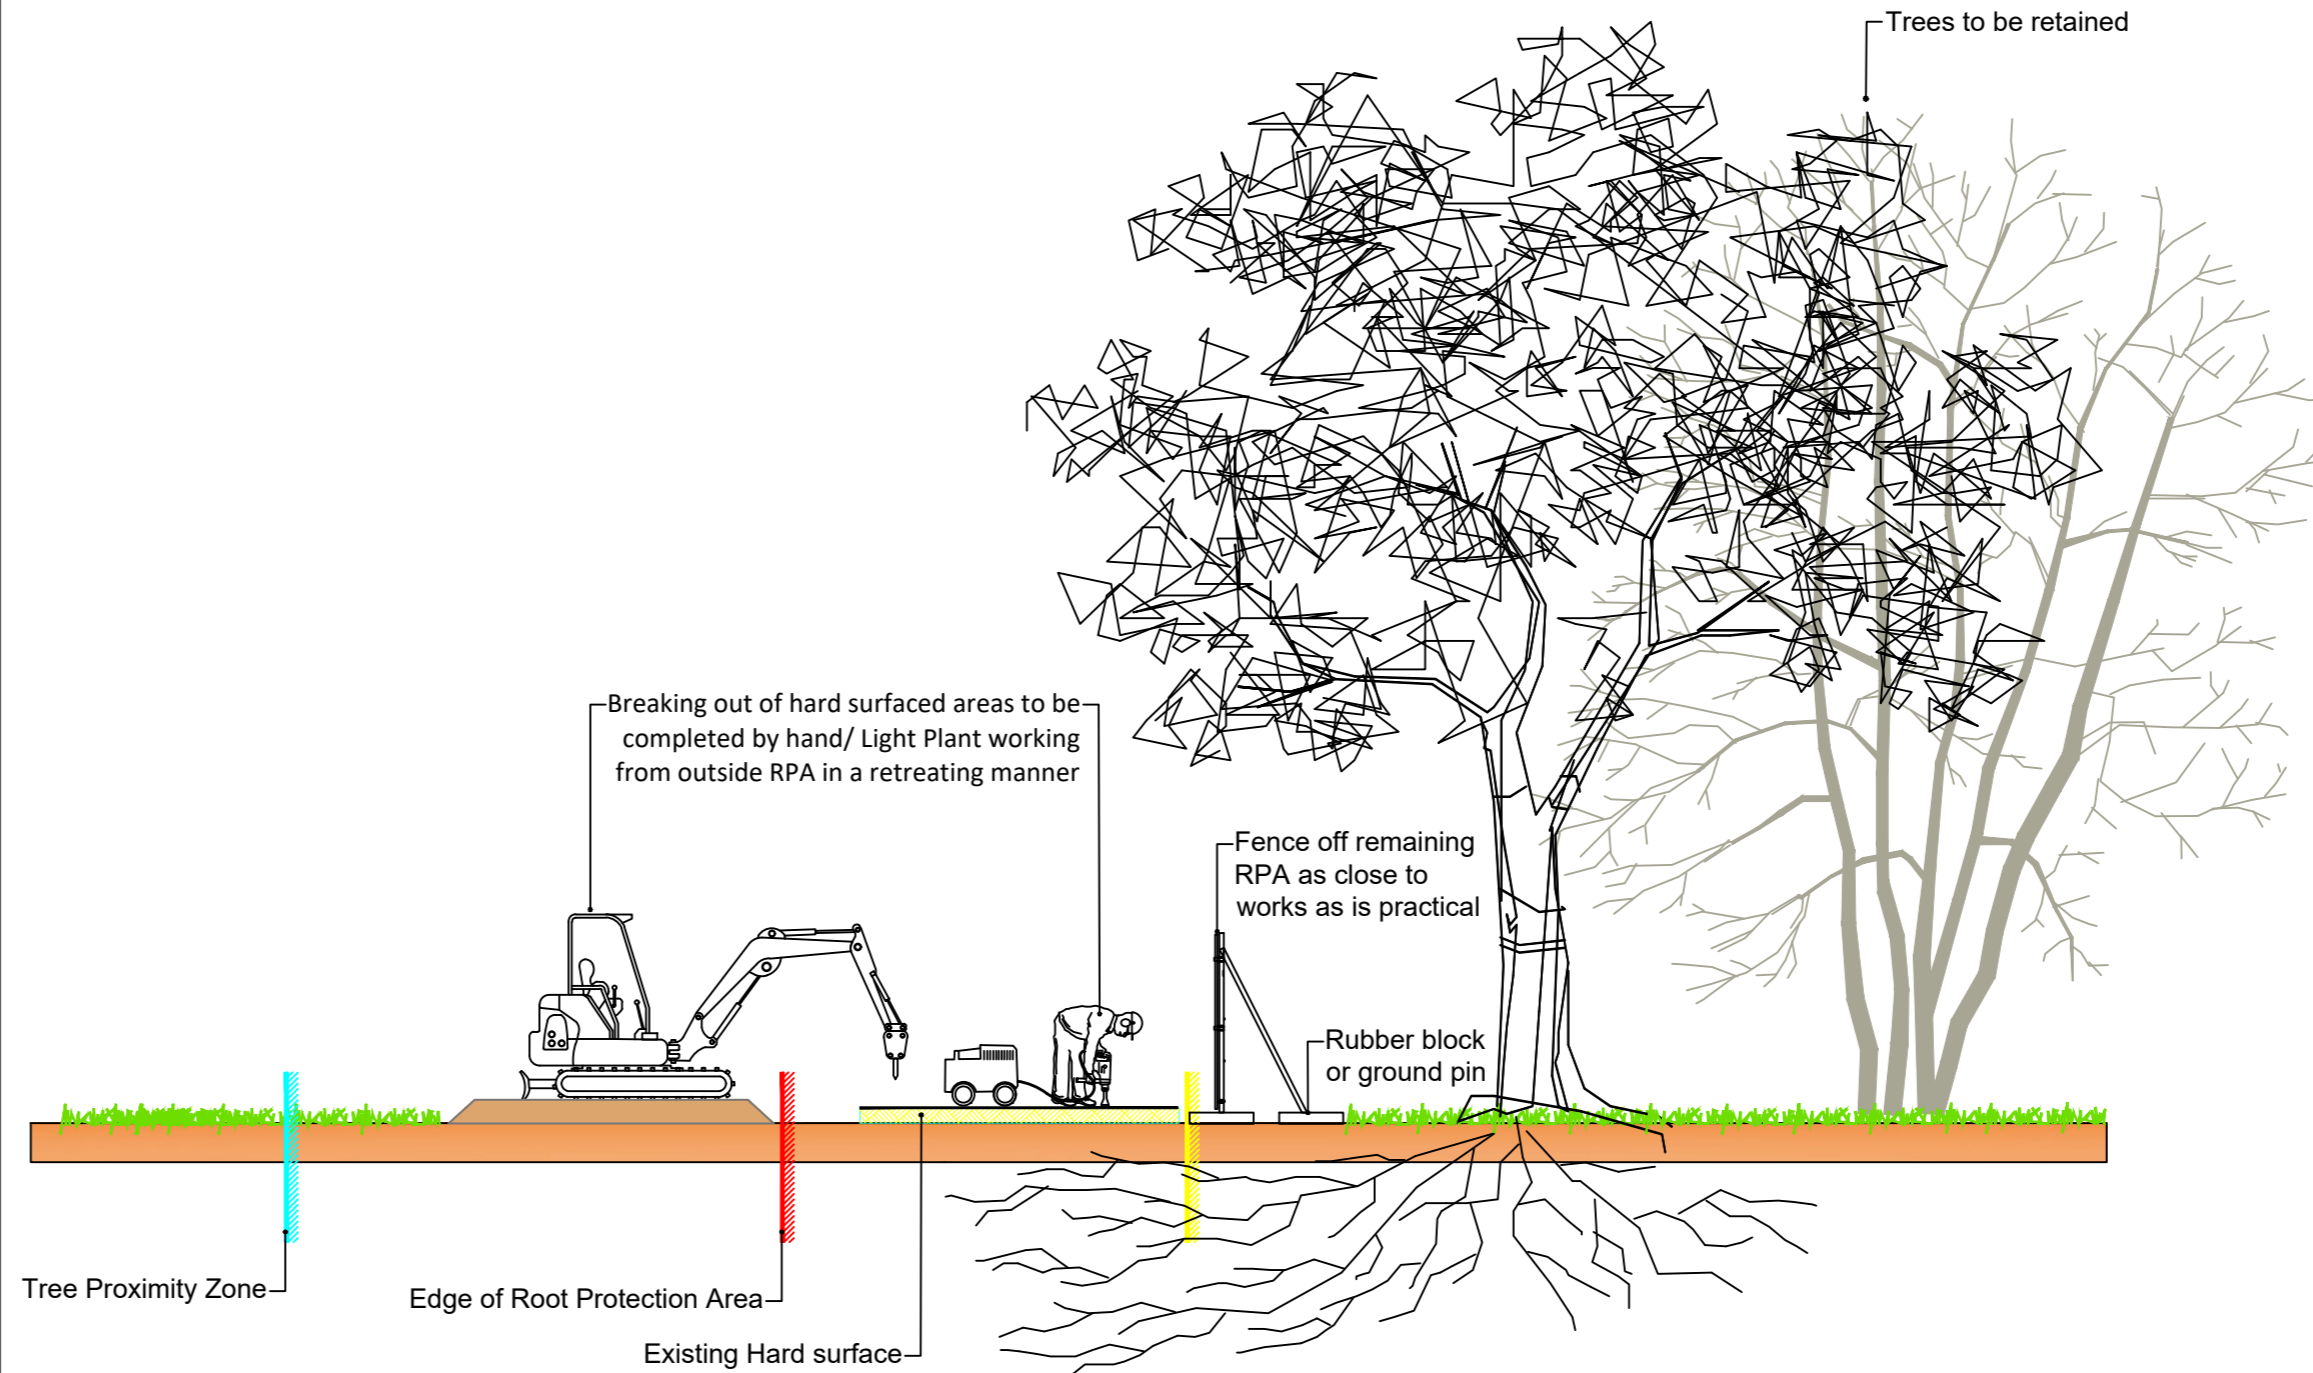 Trees to be retained
Breaking out of hard surfaced areas to be
completed by hand/ Light Plant working
from outside RPA in a retreating manner
Fence off remaining
RPA as close to
works as is practical
Rubber block
or ground pin
Tree Proximity Zone
Edge of Root Protection Area
Existing Hard surface